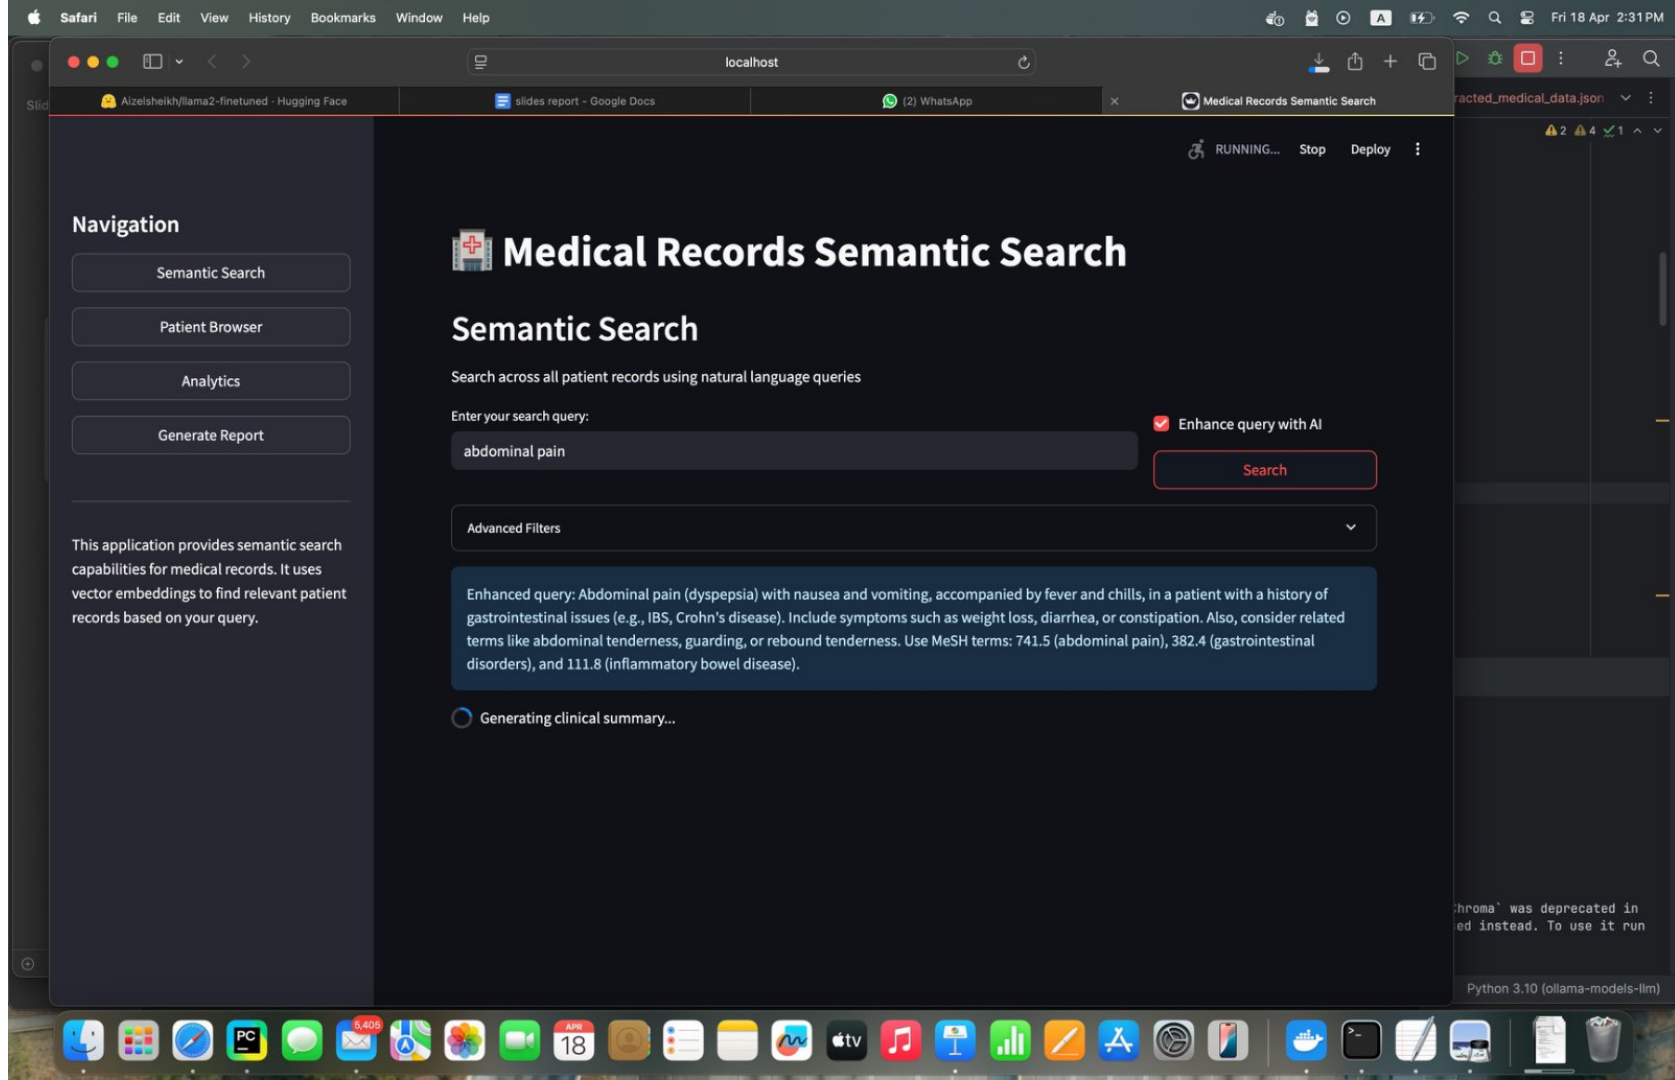 Safari File Edit View History Bookmarks Window Help
A
Fri 18 Apr 2:31 PM
localhost
Slid
Aizelsheikh/llama2-finetuned - Hugging Face
slides report - Google Docs
(2) WhatsApp
Medical Records Semantic Search
racted_medical_data.json
2 4 1
RUNNING... Stop Deploy
Navigation
Semantic Search
Patient Browser
Analytics
Generate Report
This application provides semantic search
capabilities for medical records. It uses
vector embeddings to find relevant patient
records based on your query.
Medical Records Semantic Search
Semantic Search
Search across all patient records using natural language queries
Enter your search query:
abdominal pain
Enhance query with AI
Search
Advanced Filters
Enhanced query: Abdominal pain (dyspepsia) with nausea and vomiting, accompanied by fever and chills, in a patient with a history of
gastrointestinal issues (e.g., IBS, Crohn's disease). Include symptoms such as weight loss, diarrhea, or constipation. Also, consider related
terms like abdominal tenderness, guarding, or rebound tenderness. Use MeSH terms: 741.5 (abdominal pain), 382.4 (gastrointestinal
disorders), and 111.8 (inflammatory bowel disease).
Generating clinical summary...
hroma` was deprecated in
ed instead. To use it run
Python 3.10 (ollama-models-llm)
PC
5,405
APR
18
tv